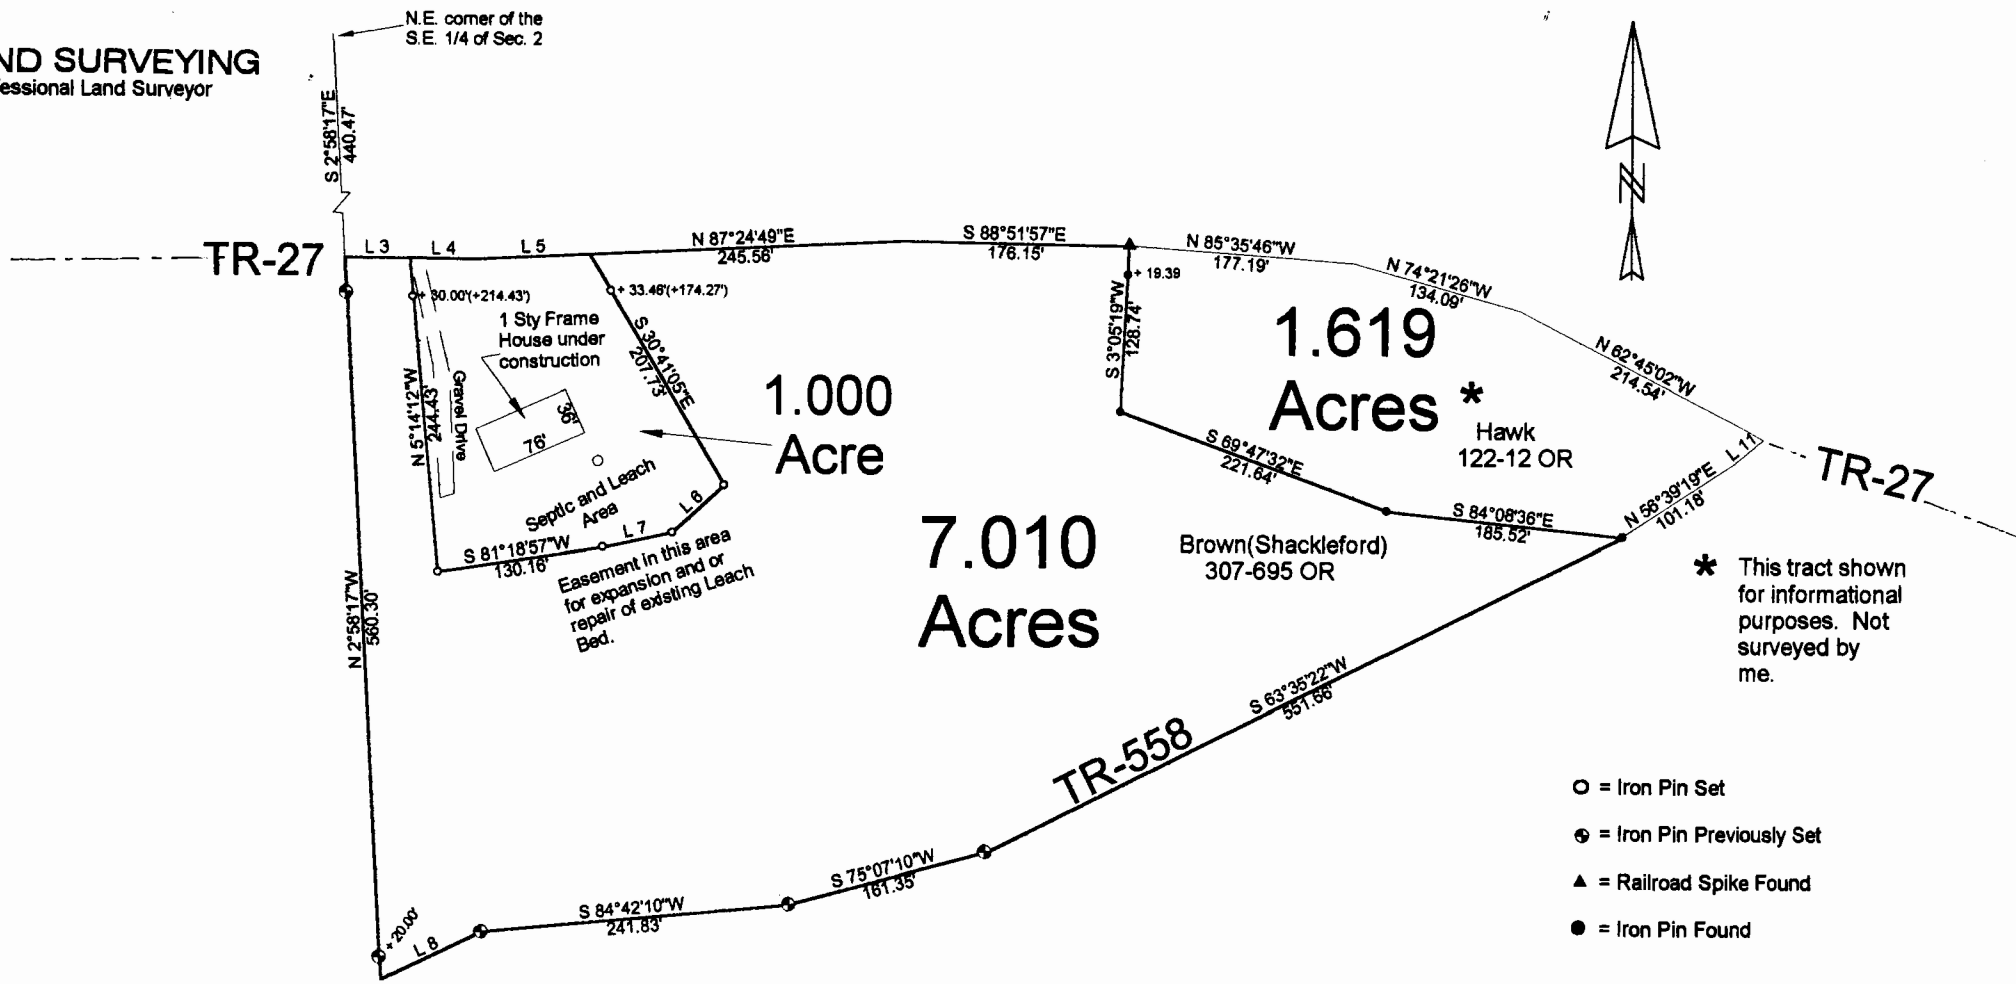 N.E. corner of the
S.E. 1/4 of Sec. 2
ND SURVEYING
essional Land Surveyor
S 2°58'17"E
440.47'
TR-27
L 3
L 4
L 5
N 87°24'49"E
245.56'
S 88°51'57"E
176.15'
N 85°35'46"W
177.19'
N 74°21'26"W
134.09'
N 62°45'02"W
214.54'
L 11
TR-27
+ 19.39
+ 30.00'(+214.43')
+ 33.46'(+174.27')
S 3°05'19"W
128.74'
1.619
Acres *
Hawk
122-12 OR
1 Sty Frame
House under
construction
S 30°41'05"E
207.73'
N 5°14'12"W
244.43'
Gravel Drive
36'
76'
1.000
Acre
Septic and Leach
Area
L 6
L 7
S 81°18'57"W
130.16'
Easement in this area
for expansion and or
repair of existing Leach
Bed.
S 69°47'32"E
221.64'
S 84°08'36"E
185.52'
N 56°39'19"E
101.18'
7.010
Acres
Brown(Shackleford)
307-695 OR
* This tract shown
for informational
purposes. Not
surveyed by
me.
N 2°58'17"W
560.30'
S 63°35'22"W
551.66'
TR-558
S 75°07'10"W
161.35'
S 84°42'10"W
241.83'
+ 20.00'
L 8
= Iron Pin Set
= Iron Pin Previously Set
= Railroad Spike Found
= Iron Pin Found
N